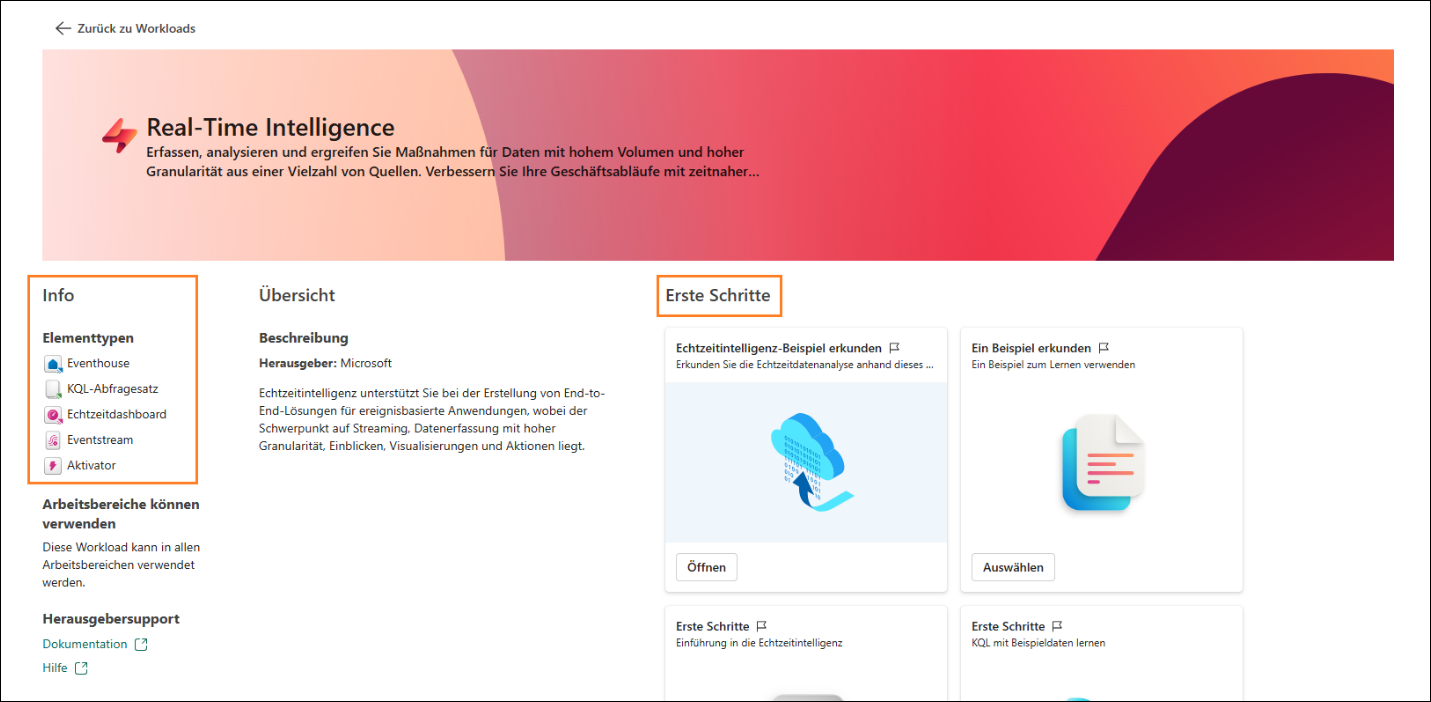 Zurück zu Workloads
Real-Time Intelligence
Erfassen, analysieren und ergreifen Sie Maßnahmen für Daten mit hohem Volumen und hoher
Granularität aus einer Vielzahl von Quellen. Verbessern Sie Ihre Geschäftsabläufe mit zeitnaher...
Info
Elementtypen
Eventhouse
KQL-Abfragesatz
Echtzeitdashboard
Eventstream
Aktivator
Arbeitsbereiche können
verwenden
Diese Workload kann in allen
Arbeitsbereichen verwendet
werden.
Herausgebersupport
Dokumentation
Hilfe
Übersicht
Beschreibung
Herausgeber: Microsoft
Echtzeitintelligenz unterstützt Sie bei der Erstellung von End-to-
End-Lösungen für ereignisbasierte Anwendungen, wobei der
Schwerpunkt auf Streaming, Datenerfassung mit hoher
Granularität, Einblicken, Visualisierungen und Aktionen liegt.
Erste Schritte
Echtzeitintelligenz-Beispiel erkunden
Erkunden Sie die Echtzeitdatenanalyse anhand dieses ...
Öffnen
Ein Beispiel erkunden
Ein Beispiel zum Lernen verwenden
Auswählen
Erste Schritte
Einführung in die Echtzeitintelligenz
Erste Schritte
KQL mit Beispieldaten lernen